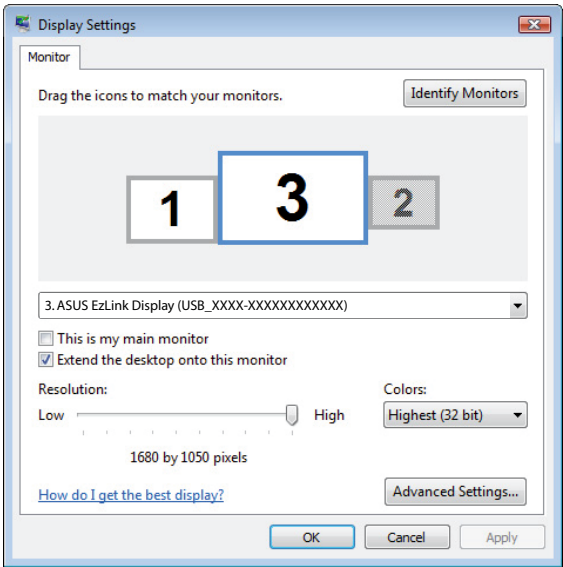 Display Settings
Monitor
Drag the icons to match your monitors.
Identify Monitors
1
3
2
3. ASUS EzLink Display (USB_XXXX-XXXXXXXXXXXX)
This is my main monitor
Extend the desktop onto this monitor
Resolution:
Colors:
Low
High
Highest (32 bit)
1680 by 1050 pixels
How do I get the best display?
Advanced Settings...
OK
Cancel
Apply